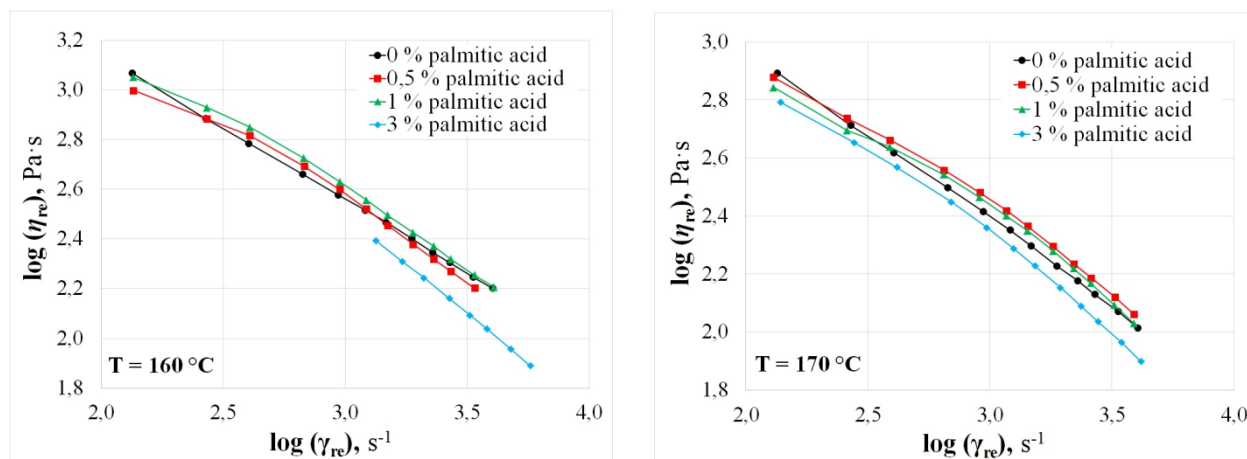 log (η_re), Pa·s
3,2
3,0
2,8
2,6
2,4
2,2
2,0
1,8
0 % palmitic acid
0,5 % palmitic acid
1 % palmitic acid
3 % palmitic acid
T = 160 °C
2,0 2,5 3,0 3,5 4,0
log (γ_re), s⁻¹
log (η_re), Pa·s
3,0
2,8
2,6
2,4
2,2
2,0
1,8
0 % palmitic acid
0,5 % palmitic acid
1 % palmitic acid
3 % palmitic acid
T = 170 °C
2,0 2,5 3,0 3,5 4,0
log (γ_re), s⁻¹